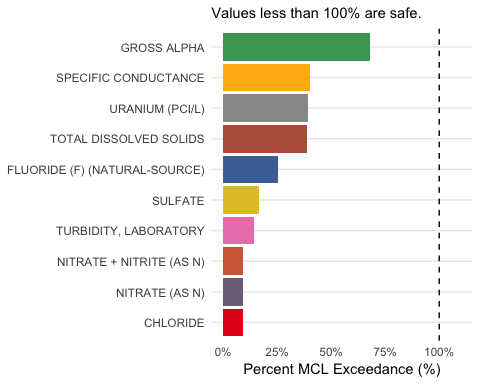 Values less than 100% are safe.
GROSS ALPHA
SPECIFIC CONDUCTANCE
URANIUM (PCI/L)
TOTAL DISSOLVED SOLIDS
FLUORIDE (F) (NATURAL-SOURCE)
SULFATE
TURBIDITY, LABORATORY
NITRATE + NITRITE (AS N)
NITRATE (AS N)
CHLORIDE
0% 25% 50% 75% 100%
Percent MCL Exceedance (%)